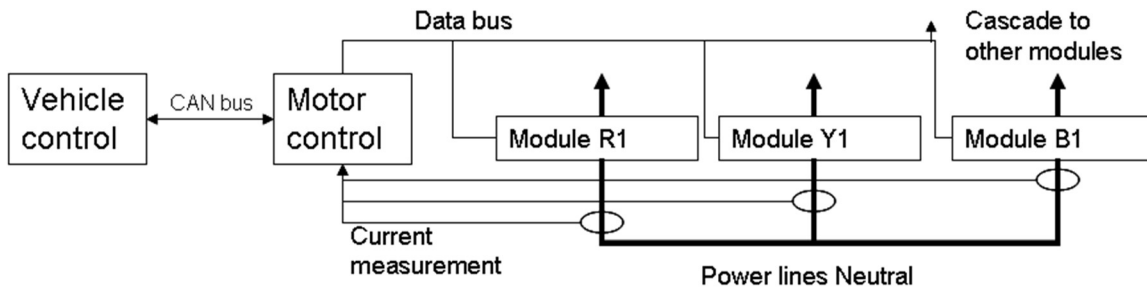 Data bus
Cascade to
other modules
Vehicle
control
CAN bus
Motor
control
Module R1
Module Y1
Module B1
Current
measurement
Power lines Neutral